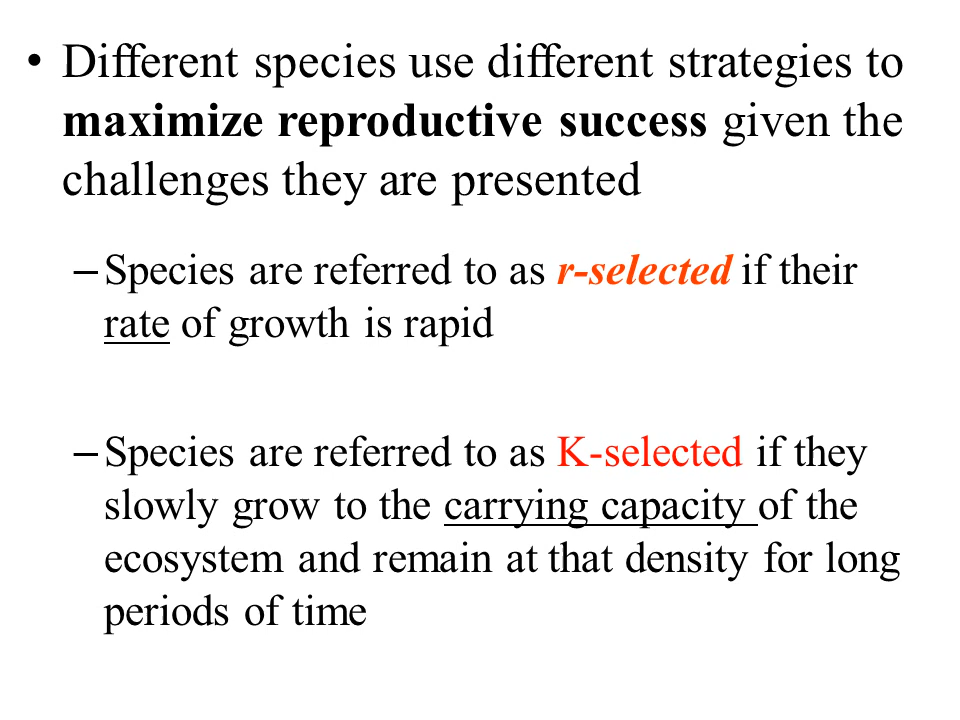 • Different species use different strategies to
maximize reproductive success given the
challenges they are presented
– Species are referred to as r-selected if their
rate of growth is rapid
– Species are referred to as K-selected if they
slowly grow to the carrying capacity of the
ecosystem and remain at that density for long
periods of time